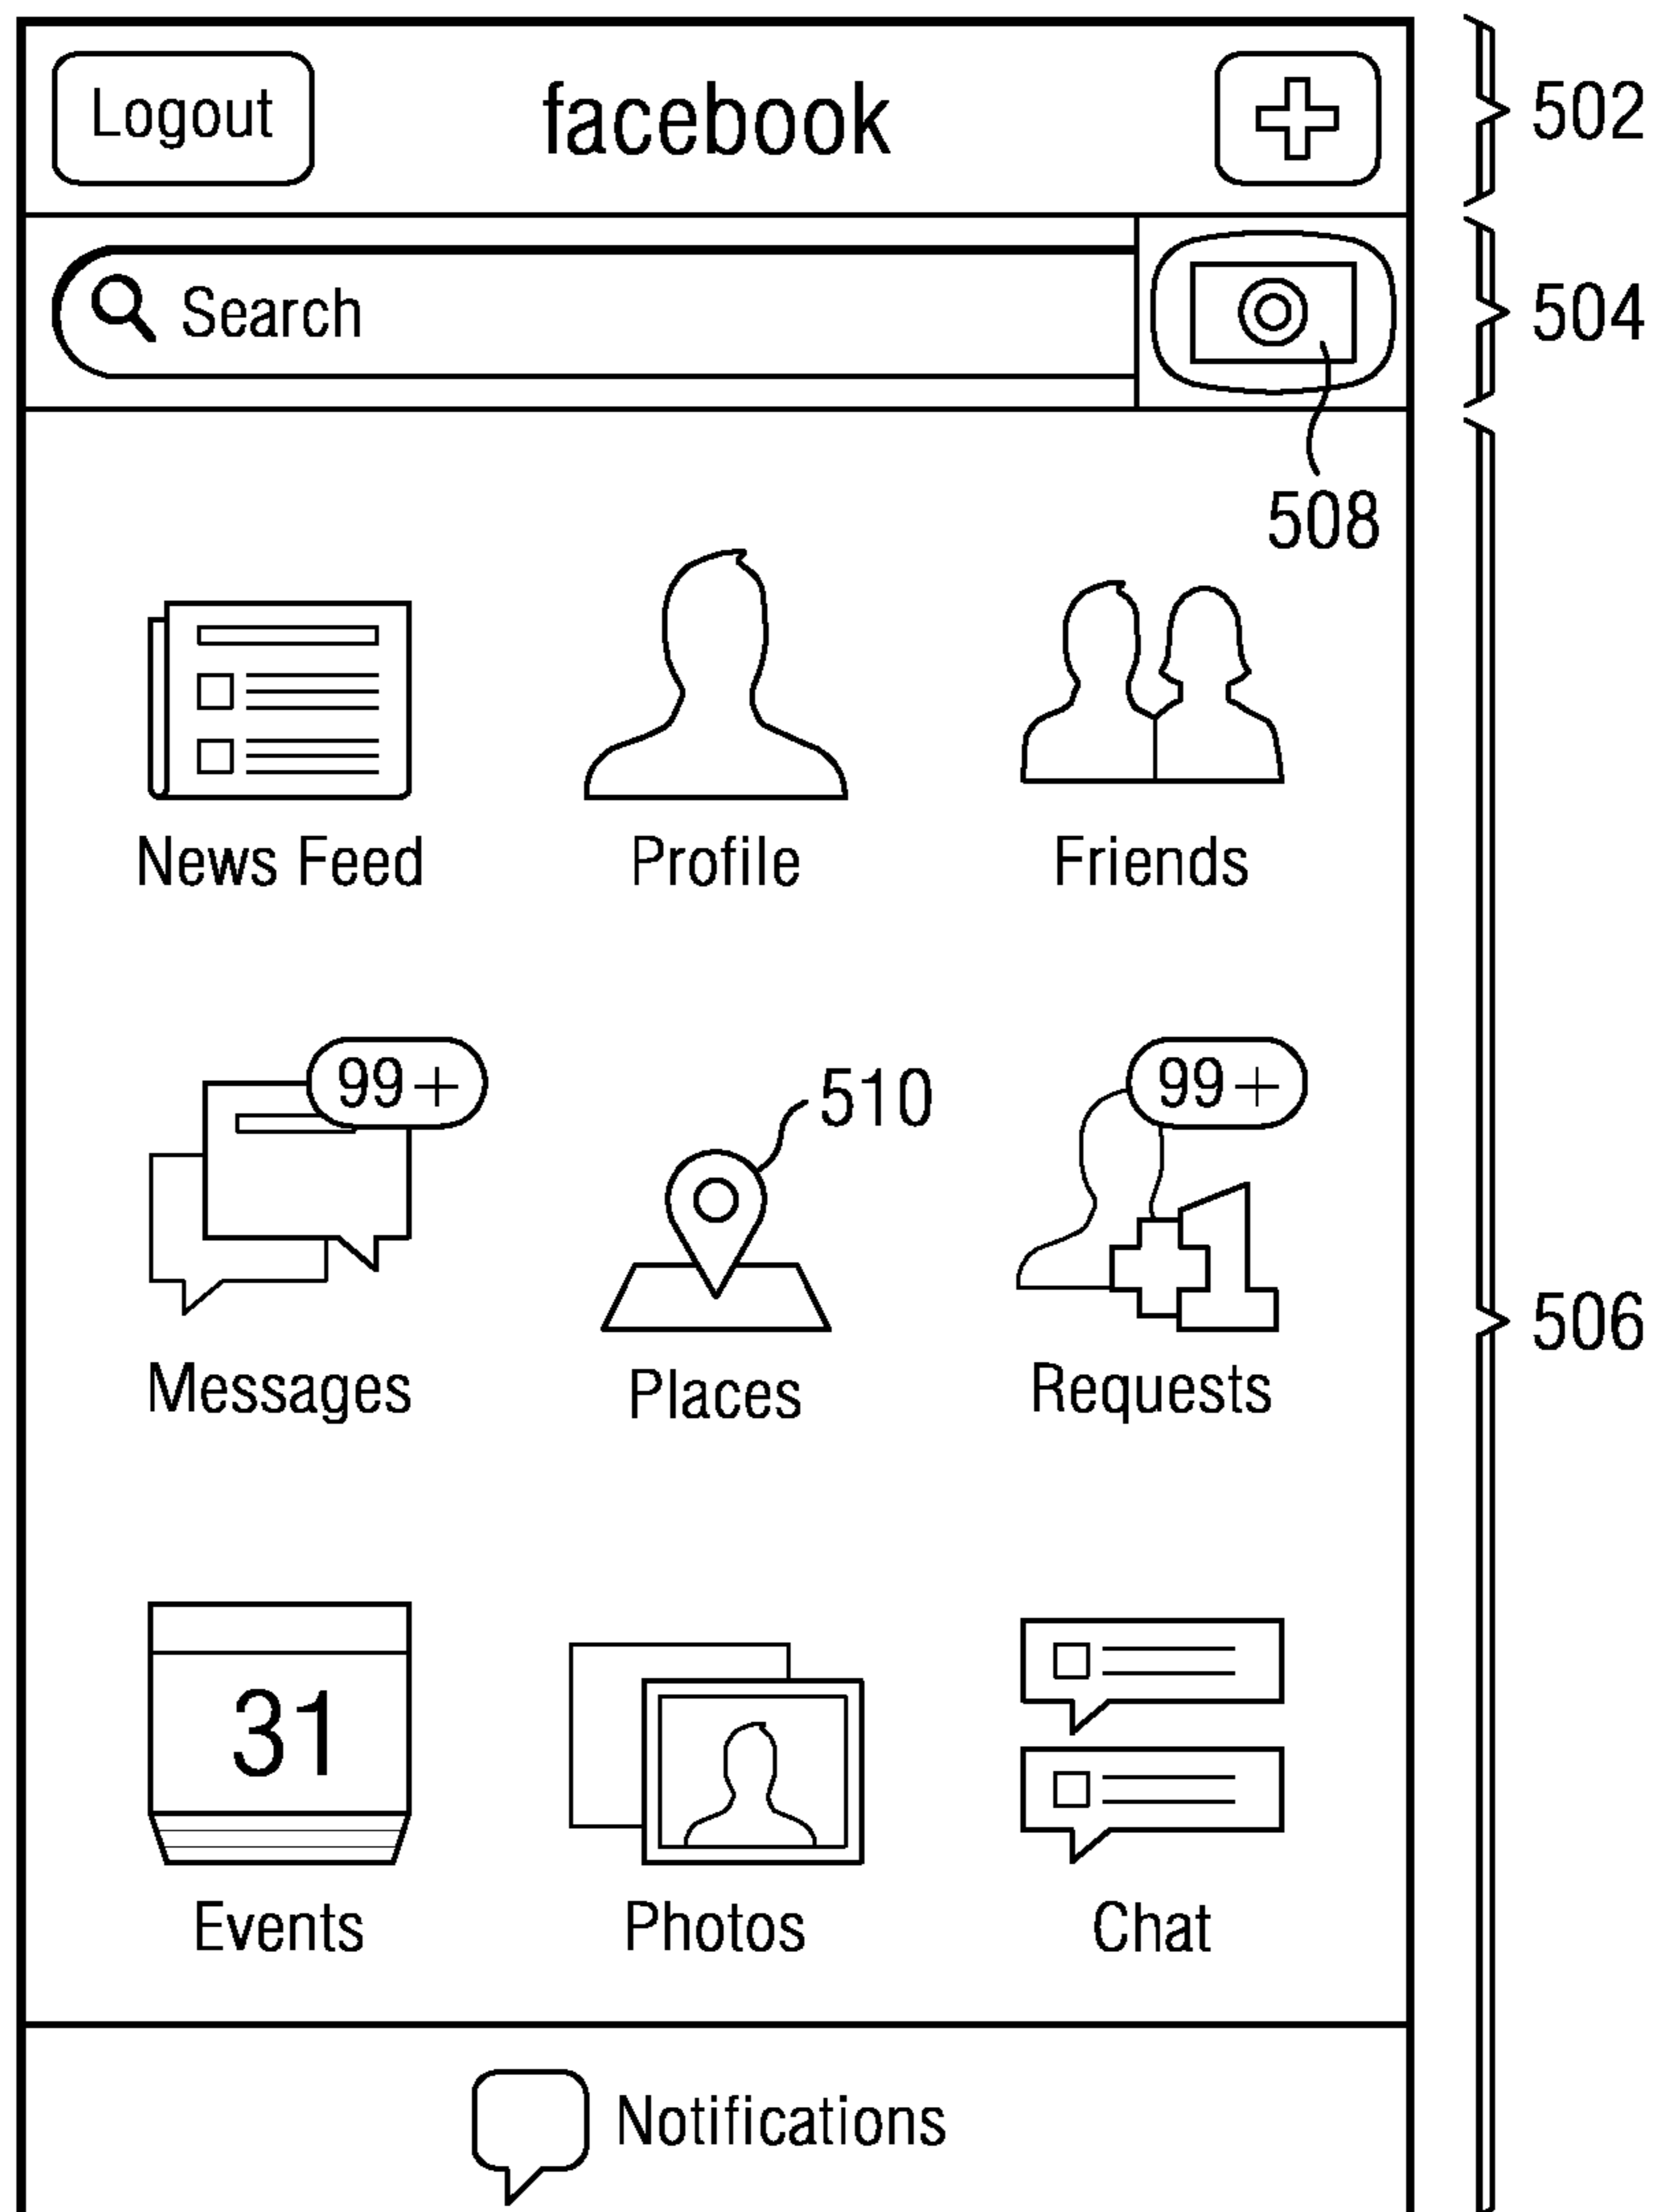 Logout facebook 502
Search 504
508
News Feed Profile Friends
99+ 510 99+
1
506
Messages Places Requests
31
Events Photos Chat
Notifications